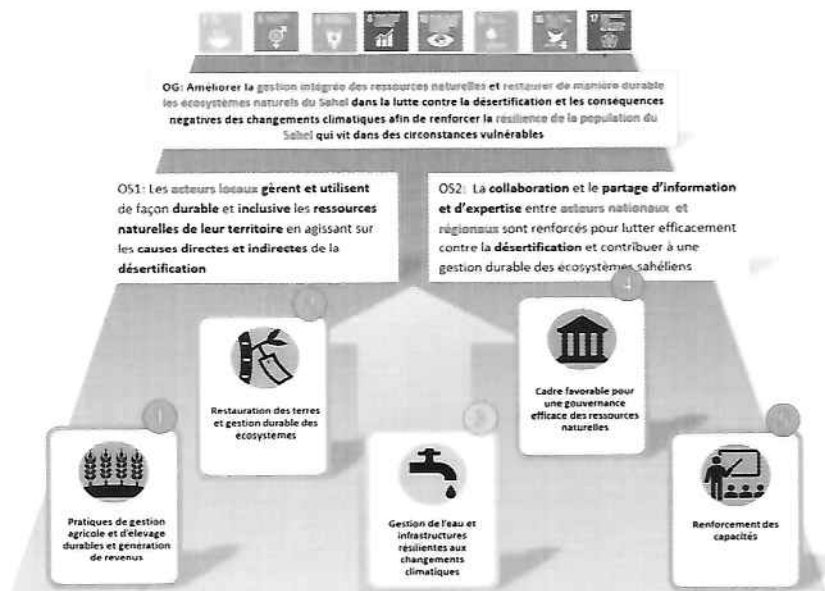 5
8
17
OG: Améliorer la gestion intégrée des ressources naturelles et restaurer de manière durable
les écosystèmes naturels du Sahel dans la lutte contre la désertification et les conséquences
négatives des changements climatiques afin de renforcer la résilience de la population du
Sahel qui vit dans des circonstances vulnérables
OS1: Les acteurs locaux gèrent et utilisent
de façon durable et inclusive les ressources
naturelles de leur territoire en agissant sur
les causes directes et indirectes de la
désertification
OS2: La collaboration et le partage d'information
et d'expertise entre acteurs nationaux et
régionaux sont renforcés pour lutter efficacement
contre la désertification et contribuer à une
gestion durable des écosystèmes sahéliens
4
Restauration des terres
et gestion durable des
écosystèmes
Cadre favorable pour
une gouvernance
efficace des ressources
naturelles
1
Pratiques de gestion
agricole et d'élevage
durables et génération
de revenus
Gestion de l'eau et
infrastructures
résilientes aux
changements
climatiques
5
Renforcement des
capacités